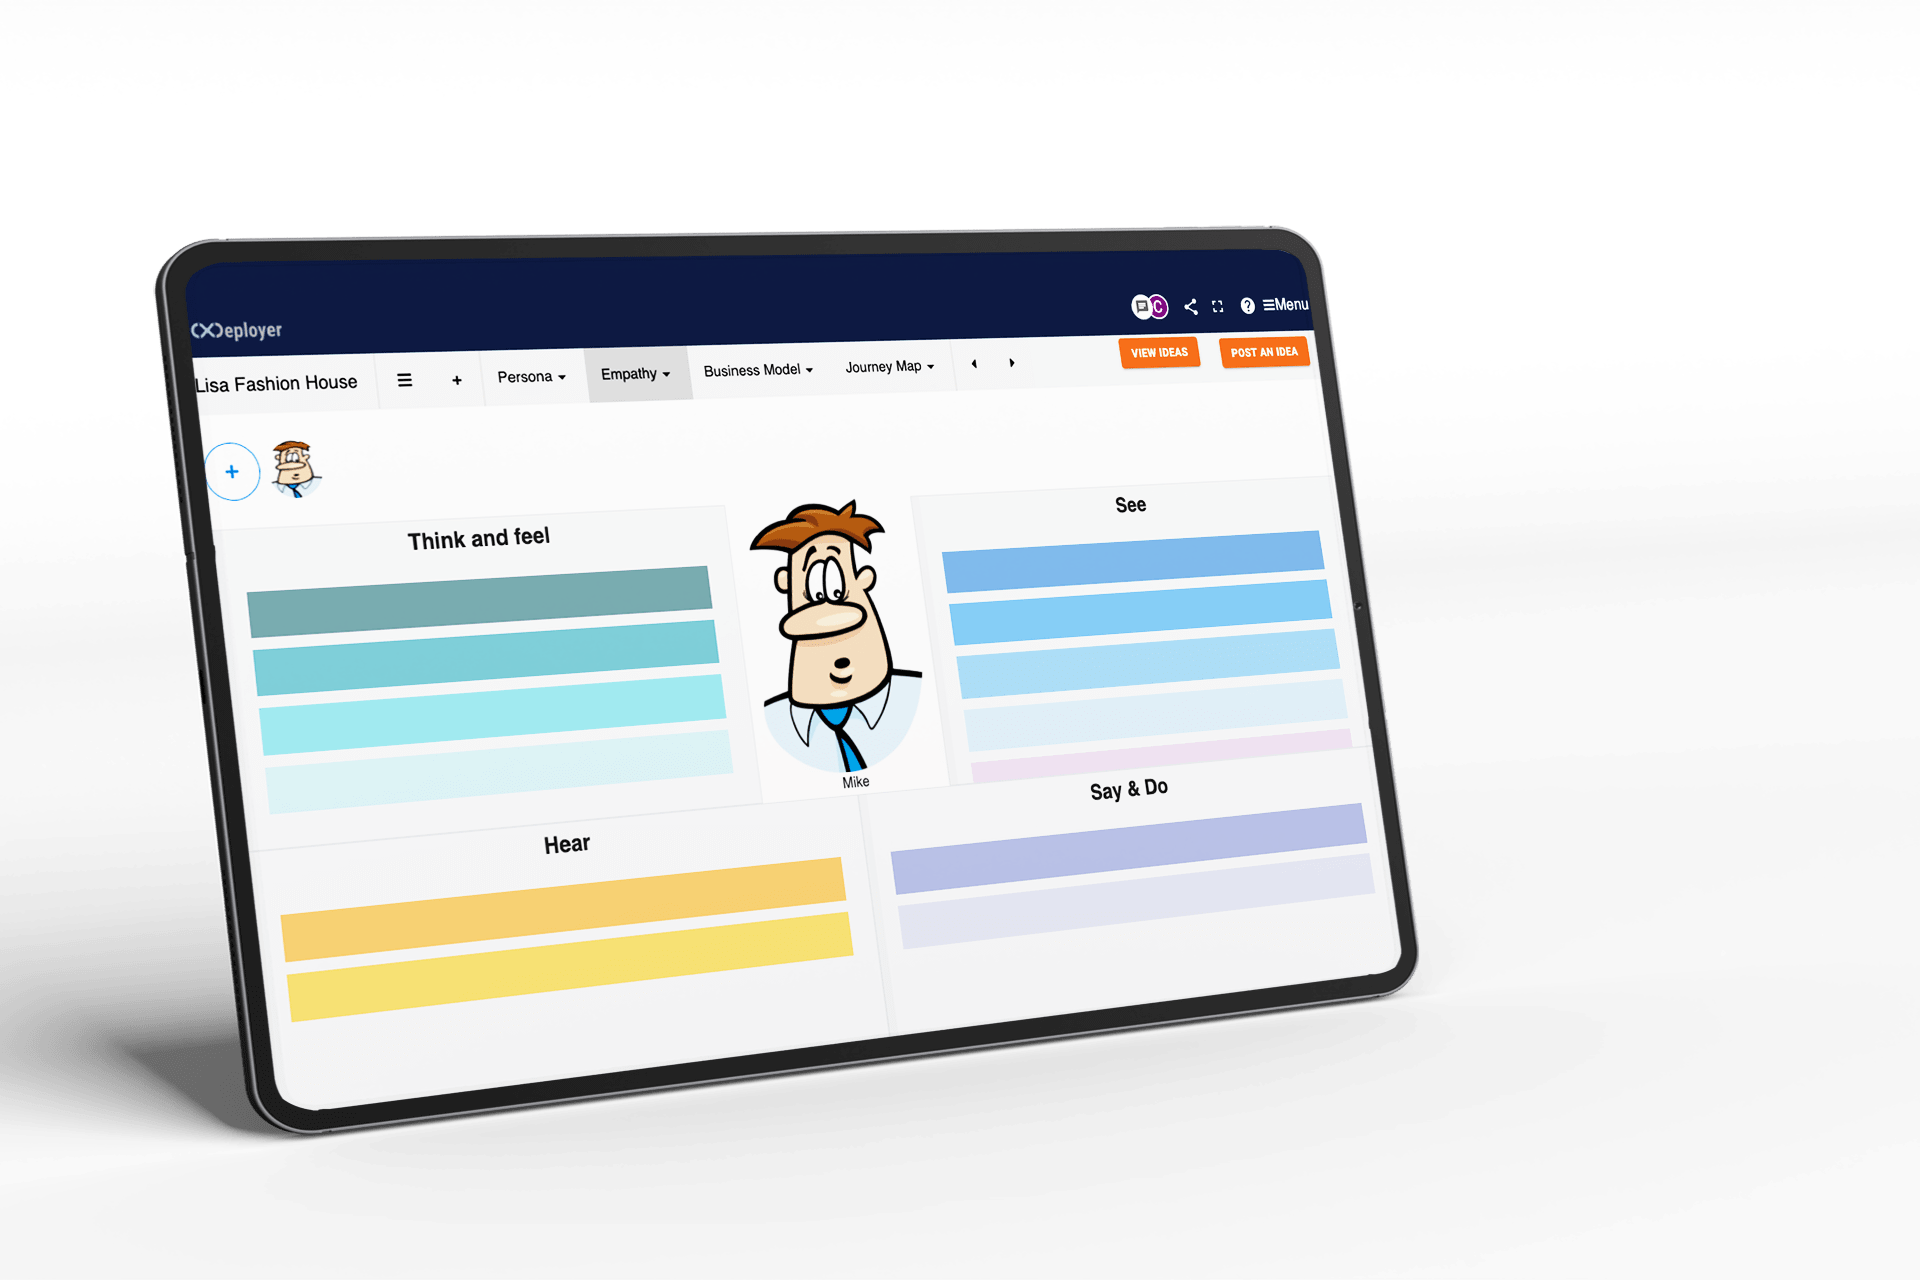 CXDeployer
C
?
Menu
Lisa Fashion House
+
Persona
Empathy
Business Model
Journey Map
VIEW IDEAS
POST AN IDEA
+
Think and feel
See
Mike
Hear
Say & Do